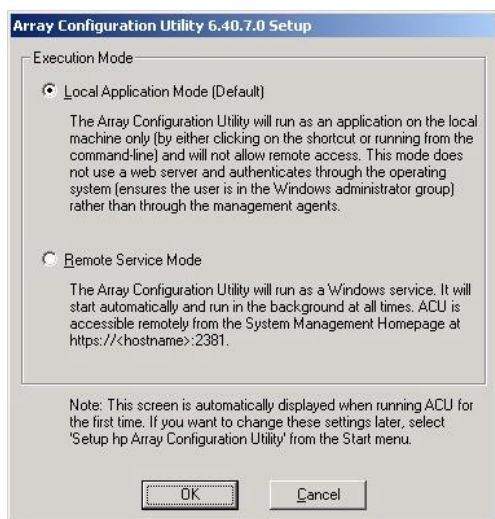 Array Configuration Utility 6.40.7.0 Setup
Execution Mode
Local Application Mode (Default)
The Array Configuration Utility will run as an application on the local
machine only (by either clicking on the shortcut or running from the
command-line) and will not allow remote access. This mode does
not use a web server and authenticates through the operating
system (ensures the user is in the Windows administrator group)
rather than through the management agents.
Remote Service Mode
The Array Configuration Utility will run as a Windows service. It will
start automatically and run in the background at all times. ACU is
accessible remotely from the System Management Homepage at
https://<hostname>:2381.
Note: This screen is automatically displayed when running ACU for
the first time. If you want to change these settings later, select
'Setup hp Array Configuration Utility' from the Start menu.
OK
Cancel